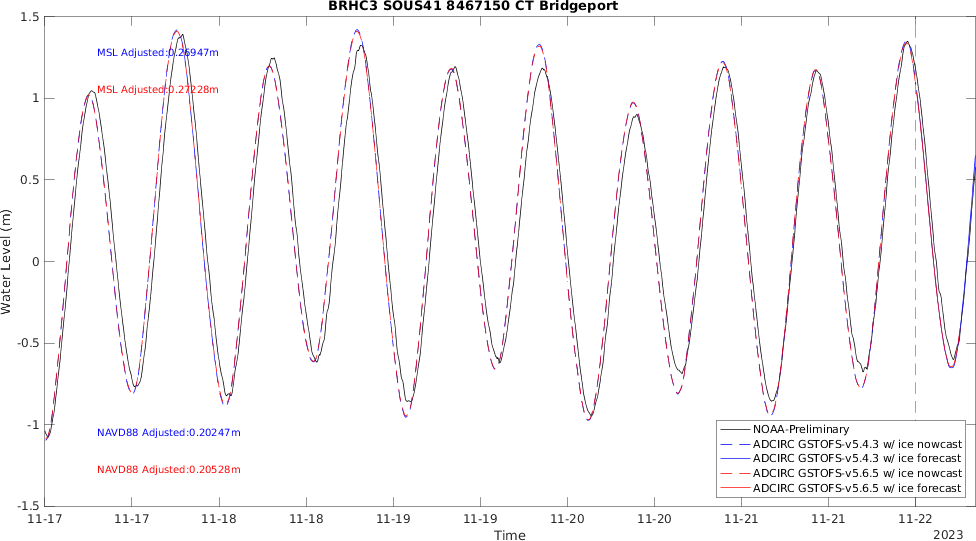 BRHC3 SOUS41 8467150 CT Bridgeport
1.5
MSL Adjusted:0.26947m
1
MSL Adjusted:0.27228m
0.5
Water Level (m)
0
-0.5
-1
NAVD88 Adjusted:0.20247m
NAVD88 Adjusted:0.20528m
NOAA-Preliminary
ADCIRC GSTOFS-v5.4.3 w/ ice nowcast
ADCIRC GSTOFS-v5.4.3 w/ ice forecast
ADCIRC GSTOFS-v5.6.5 w/ ice nowcast
ADCIRC GSTOFS-v5.6.5 w/ ice forecast
-1.5
11-17 11-17 11-18 11-18 11-19 11-19 11-20 11-20 11-21 11-21 11-22
Time
2023